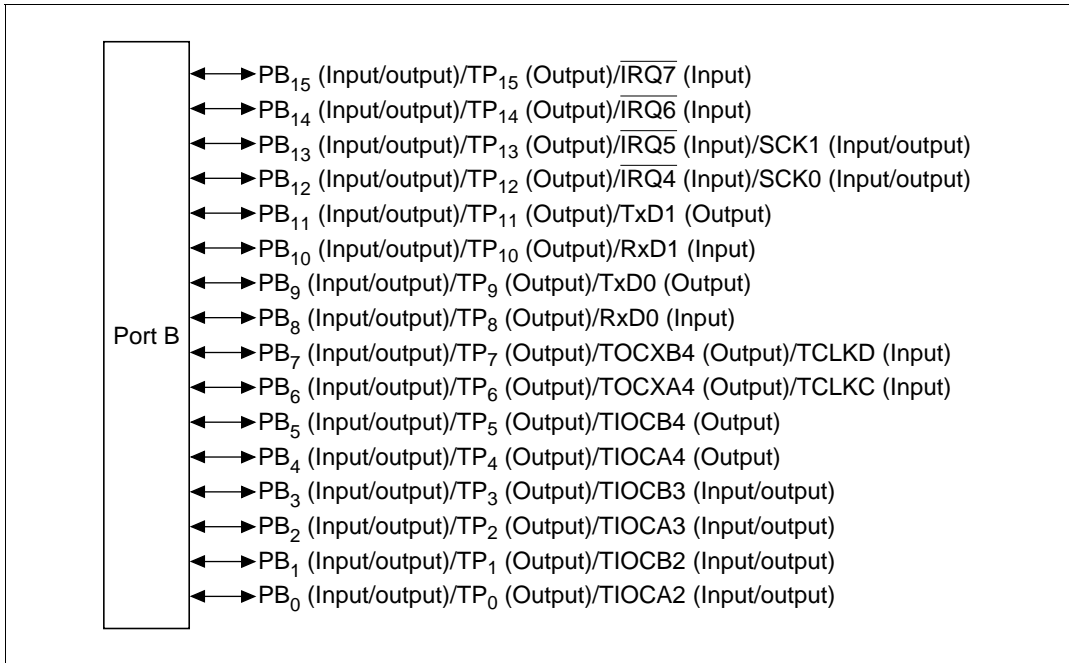 PB15 (Input/output)/TP15 (Output)/I̅R̅Q̅7̅ (Input)
PB14 (Input/output)/TP14 (Output)/I̅R̅Q̅6̅ (Input)
PB13 (Input/output)/TP13 (Output)/I̅R̅Q̅5̅ (Input)/SCK1 (Input/output)
PB12 (Input/output)/TP12 (Output)/I̅R̅Q̅4̅ (Input)/SCK0 (Input/output)
PB11 (Input/output)/TP11 (Output)/TxD1 (Output)
PB10 (Input/output)/TP10 (Output)/RxD1 (Input)
PB9 (Input/output)/TP9 (Output)/TxD0 (Output)
PB8 (Input/output)/TP8 (Output)/RxD0 (Input)
Port B
PB7 (Input/output)/TP7 (Output)/TOCXB4 (Output)/TCLKD (Input)
PB6 (Input/output)/TP6 (Output)/TOCXA4 (Output)/TCLKC (Input)
PB5 (Input/output)/TP5 (Output)/TIOCB4 (Output)
PB4 (Input/output)/TP4 (Output)/TIOCA4 (Output)
PB3 (Input/output)/TP3 (Output)/TIOCB3 (Input/output)
PB2 (Input/output)/TP2 (Output)/TIOCA3 (Input/output)
PB1 (Input/output)/TP1 (Output)/TIOCB2 (Input/output)
PB0 (Input/output)/TP0 (Output)/TIOCA2 (Input/output)